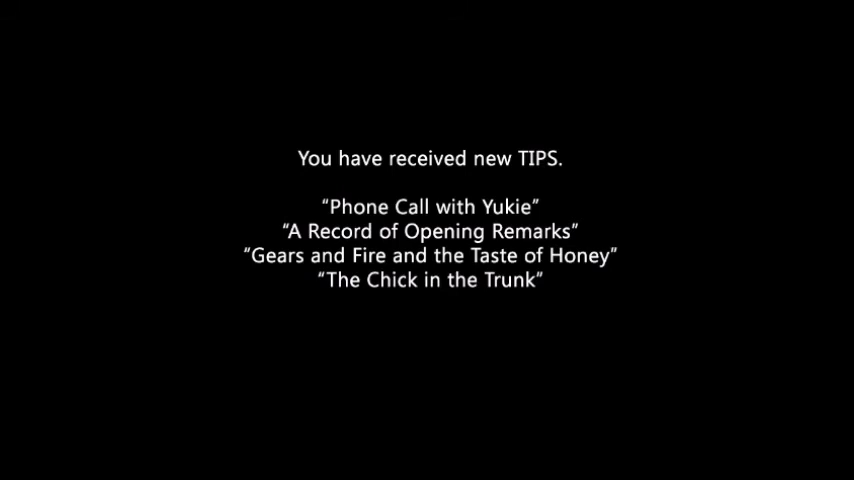 You have received new TIPS.
“Phone Call with Yukie”
“A Record of Opening Remarks”
“Gears and Fire and the Taste of Honey”
“The Chick in the Trunk”